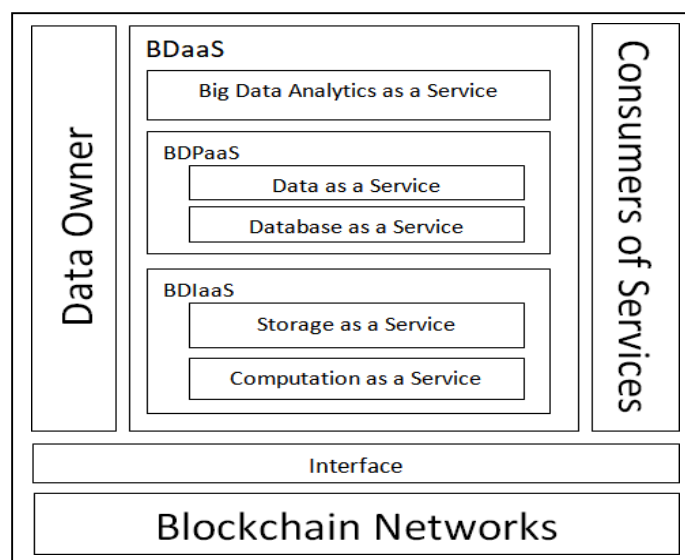 Data Owner
BDaaS
Big Data Analytics as a Service
BDPaaS
Data as a Service
Database as a Service
BDIaaS
Storage as a Service
Computation as a Service
Consumers of Services
Interface
Blockchain Networks